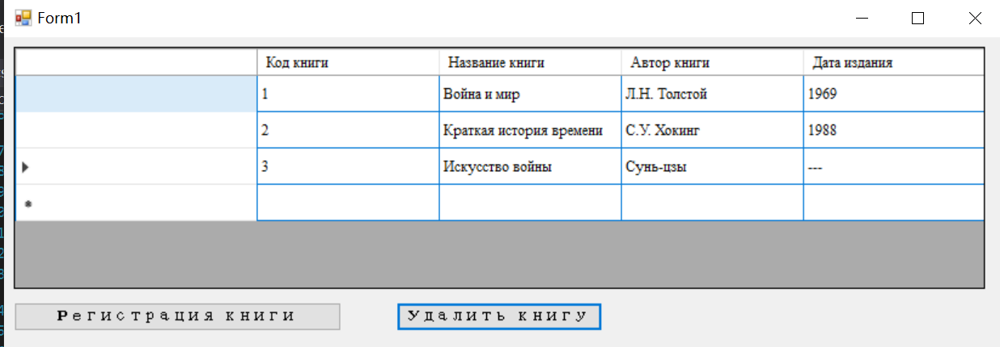 Form1
Код книги Название книги Автор книги Дата издания
1 Война и мир Л.Н. Толстой 1969
2 Краткая история времени С.У. Хокинг 1988
3 Искусство войны Сунь-цзы ---
Регистрация книги Удалить книгу